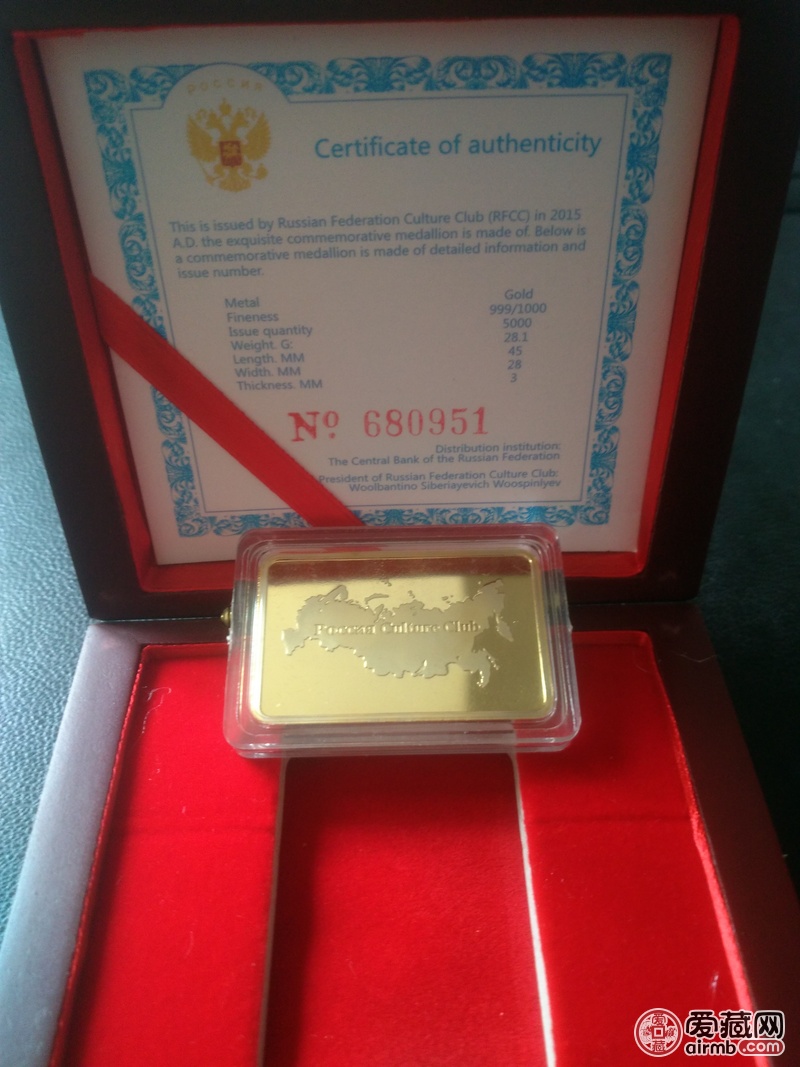 РОССИЯ
Certificate of authenticity
This is issued by Russian Federation Culture Club (RFCC) in 2015
A.D. the exquisite commemorative medallion is made of. Below is
a commemorative medallion is made of detailed information and
issue number.
Metal Gold
Fineness 999/1000
Issue quantity 5000
Weight. G: 28.1
Length. MM 45
Width. MM 28
Thickness. MM 3
Nº 680951
Distribution institution:
The Central Bank of the Russian Federation
President of Russian Federation Culture Club:
Woolbantino Siberiayevich Woospiniyev
Culture Club
爱藏网
airmb.com